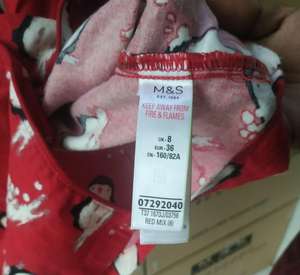 M&S
EST. 1884
KEEP AWAY FROM
FIRE & FLAMES
UK- 8
EUR- 36
CN- 160/82A
07292040
RED MIX